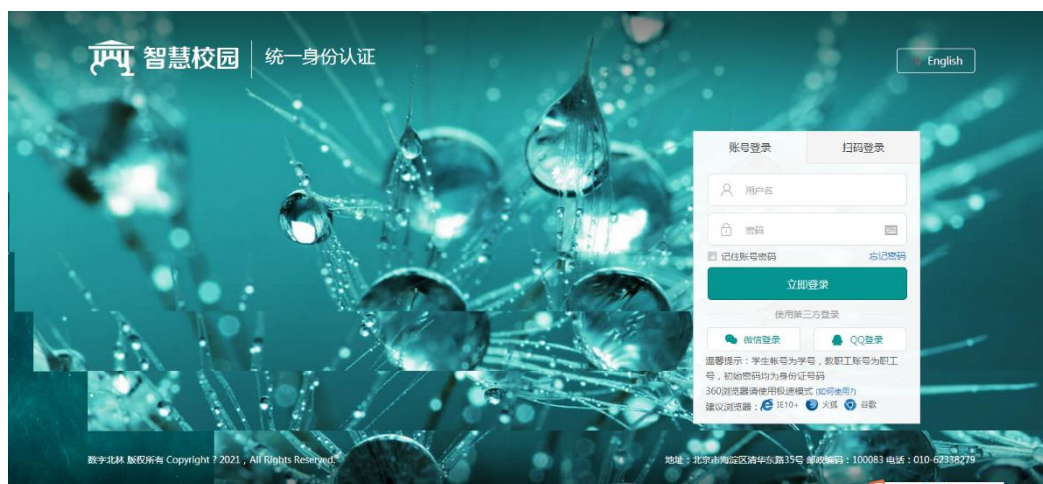 智慧校园 统一身份认证
English
账号登录 扫码登录
用户名
密码
记住账号密码 忘记密码
立即登录
使用第三方登录
微信登录 QQ登录
温馨提示：学生帐号为学号，教职工账号为职工
号，初始密码均为身份证号码
360浏览器请使用极速模式 (如何使用?)
建议浏览器： IE10+ 火狐 谷歌
数字北林 版权所有 Copyright ? 2021 , All Rights Reserved.
地址：北京市海淀区清华东路35号 邮政编码：100083 电话：010-62338279